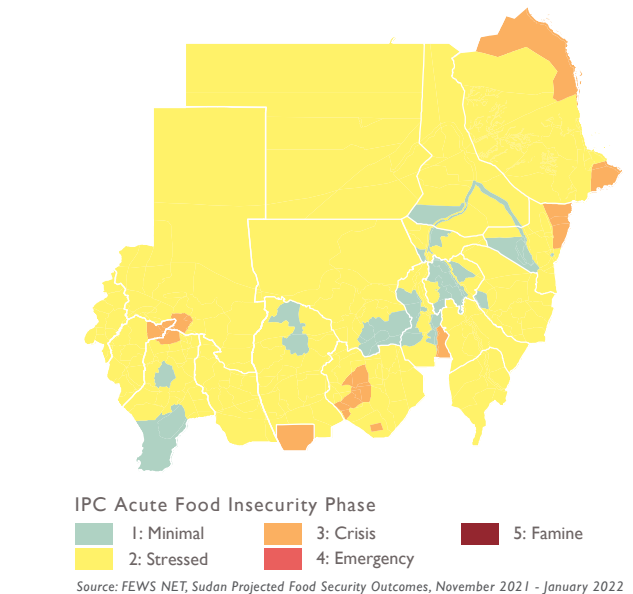 IPC Acute Food Insecurity Phase
1: Minimal
3: Crisis
5: Famine
2: Stressed
4: Emergency
Source: FEWS NET, Sudan Projected Food Security Outcomes, November 2021 - January 2022